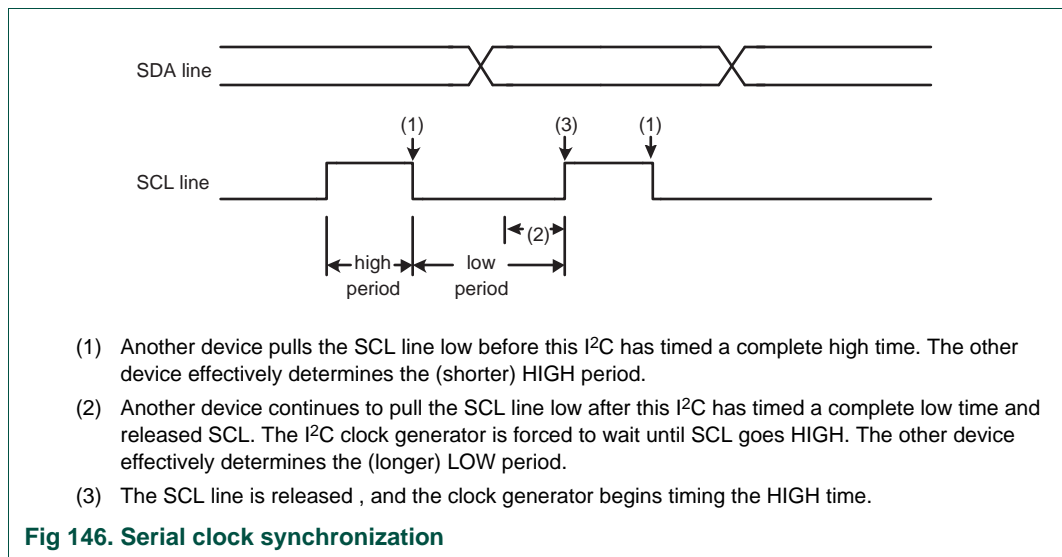 SDA line
(1) (3) (1)
SCL line
(2)
high period
low period
(1) Another device pulls the SCL line low before this I²C has timed a complete high time. The other
device effectively determines the (shorter) HIGH period.
(2) Another device continues to pull the SCL line low after this I²C has timed a complete low time and
released SCL. The I²C clock generator is forced to wait until SCL goes HIGH. The other device
effectively determines the (longer) LOW period.
(3) The SCL line is released , and the clock generator begins timing the HIGH time.
Fig 146. Serial clock synchronization